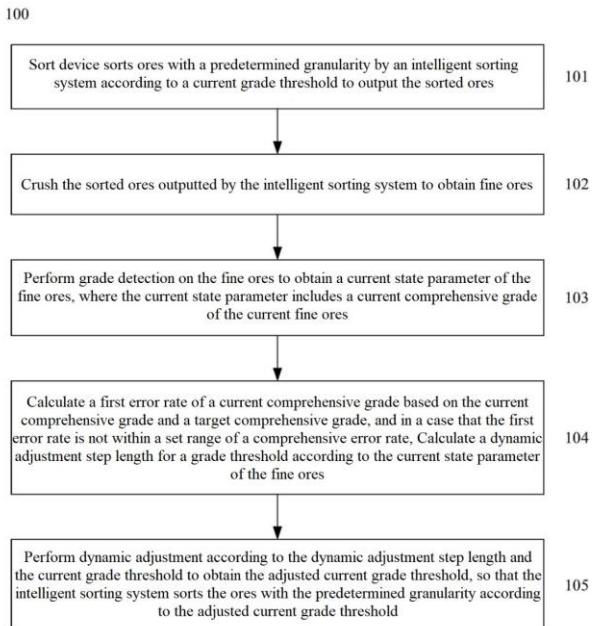 100
Sort device sorts ores with a predetermined granularity by an intelligent sorting
system according to a current grade threshold to output the sorted ores
101
Crush the sorted ores outputted by the intelligent sorting system to obtain fine ores
102
Perform grade detection on the fine ores to obtain a current state parameter of the
fine ores, where the current state parameter includes a current comprehensive grade
of the current fine ores
103
Calculate a first error rate of a current comprehensive grade based on the current
comprehensive grade and a target comprehensive grade, and in a case that the first
error rate is not within a set range of a comprehensive error rate, Calculate a dynamic
adjustment step length for a grade threshold according to the current state parameter
of the fine ores
104
Perform dynamic adjustment according to the dynamic adjustment step length and
the current grade threshold to obtain the adjusted current grade threshold, so that the
intelligent sorting system sorts the ores with the predetermined granularity according
to the adjusted current grade threshold
105